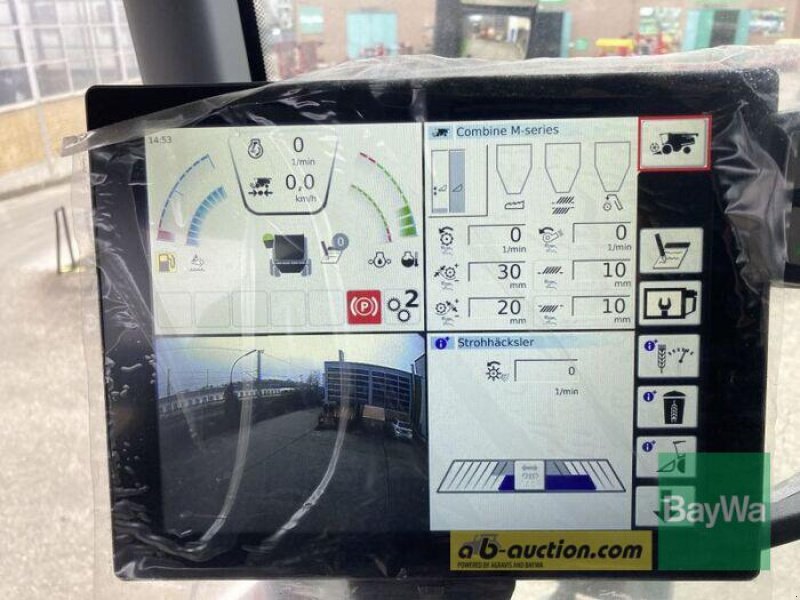 14:53
0
1/min
0,0
km/h
0
P
2
Combine M-series
0
1/min
0
1/min
30
mm
10
mm
20
mm
10
mm
Strohhäcksler
0
1/min
BayWa
ab-auction.com
POWERED BY AGRAVIS AND BAYWA